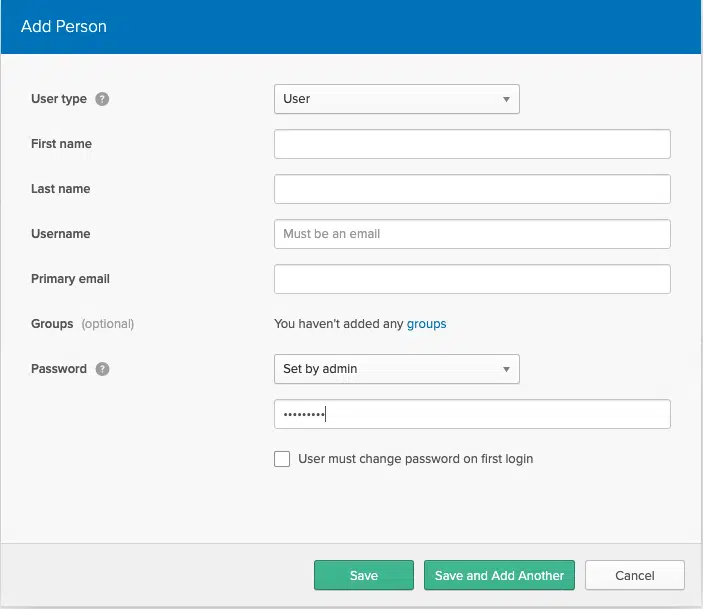 Add Person
User type ?
User
First name
Last name
Username
Must be an email
Primary email
Groups (optional)
You haven't added any groups
Password ?
Set by admin
•••••••••
User must change password on first login
Save
Save and Add Another
Cancel